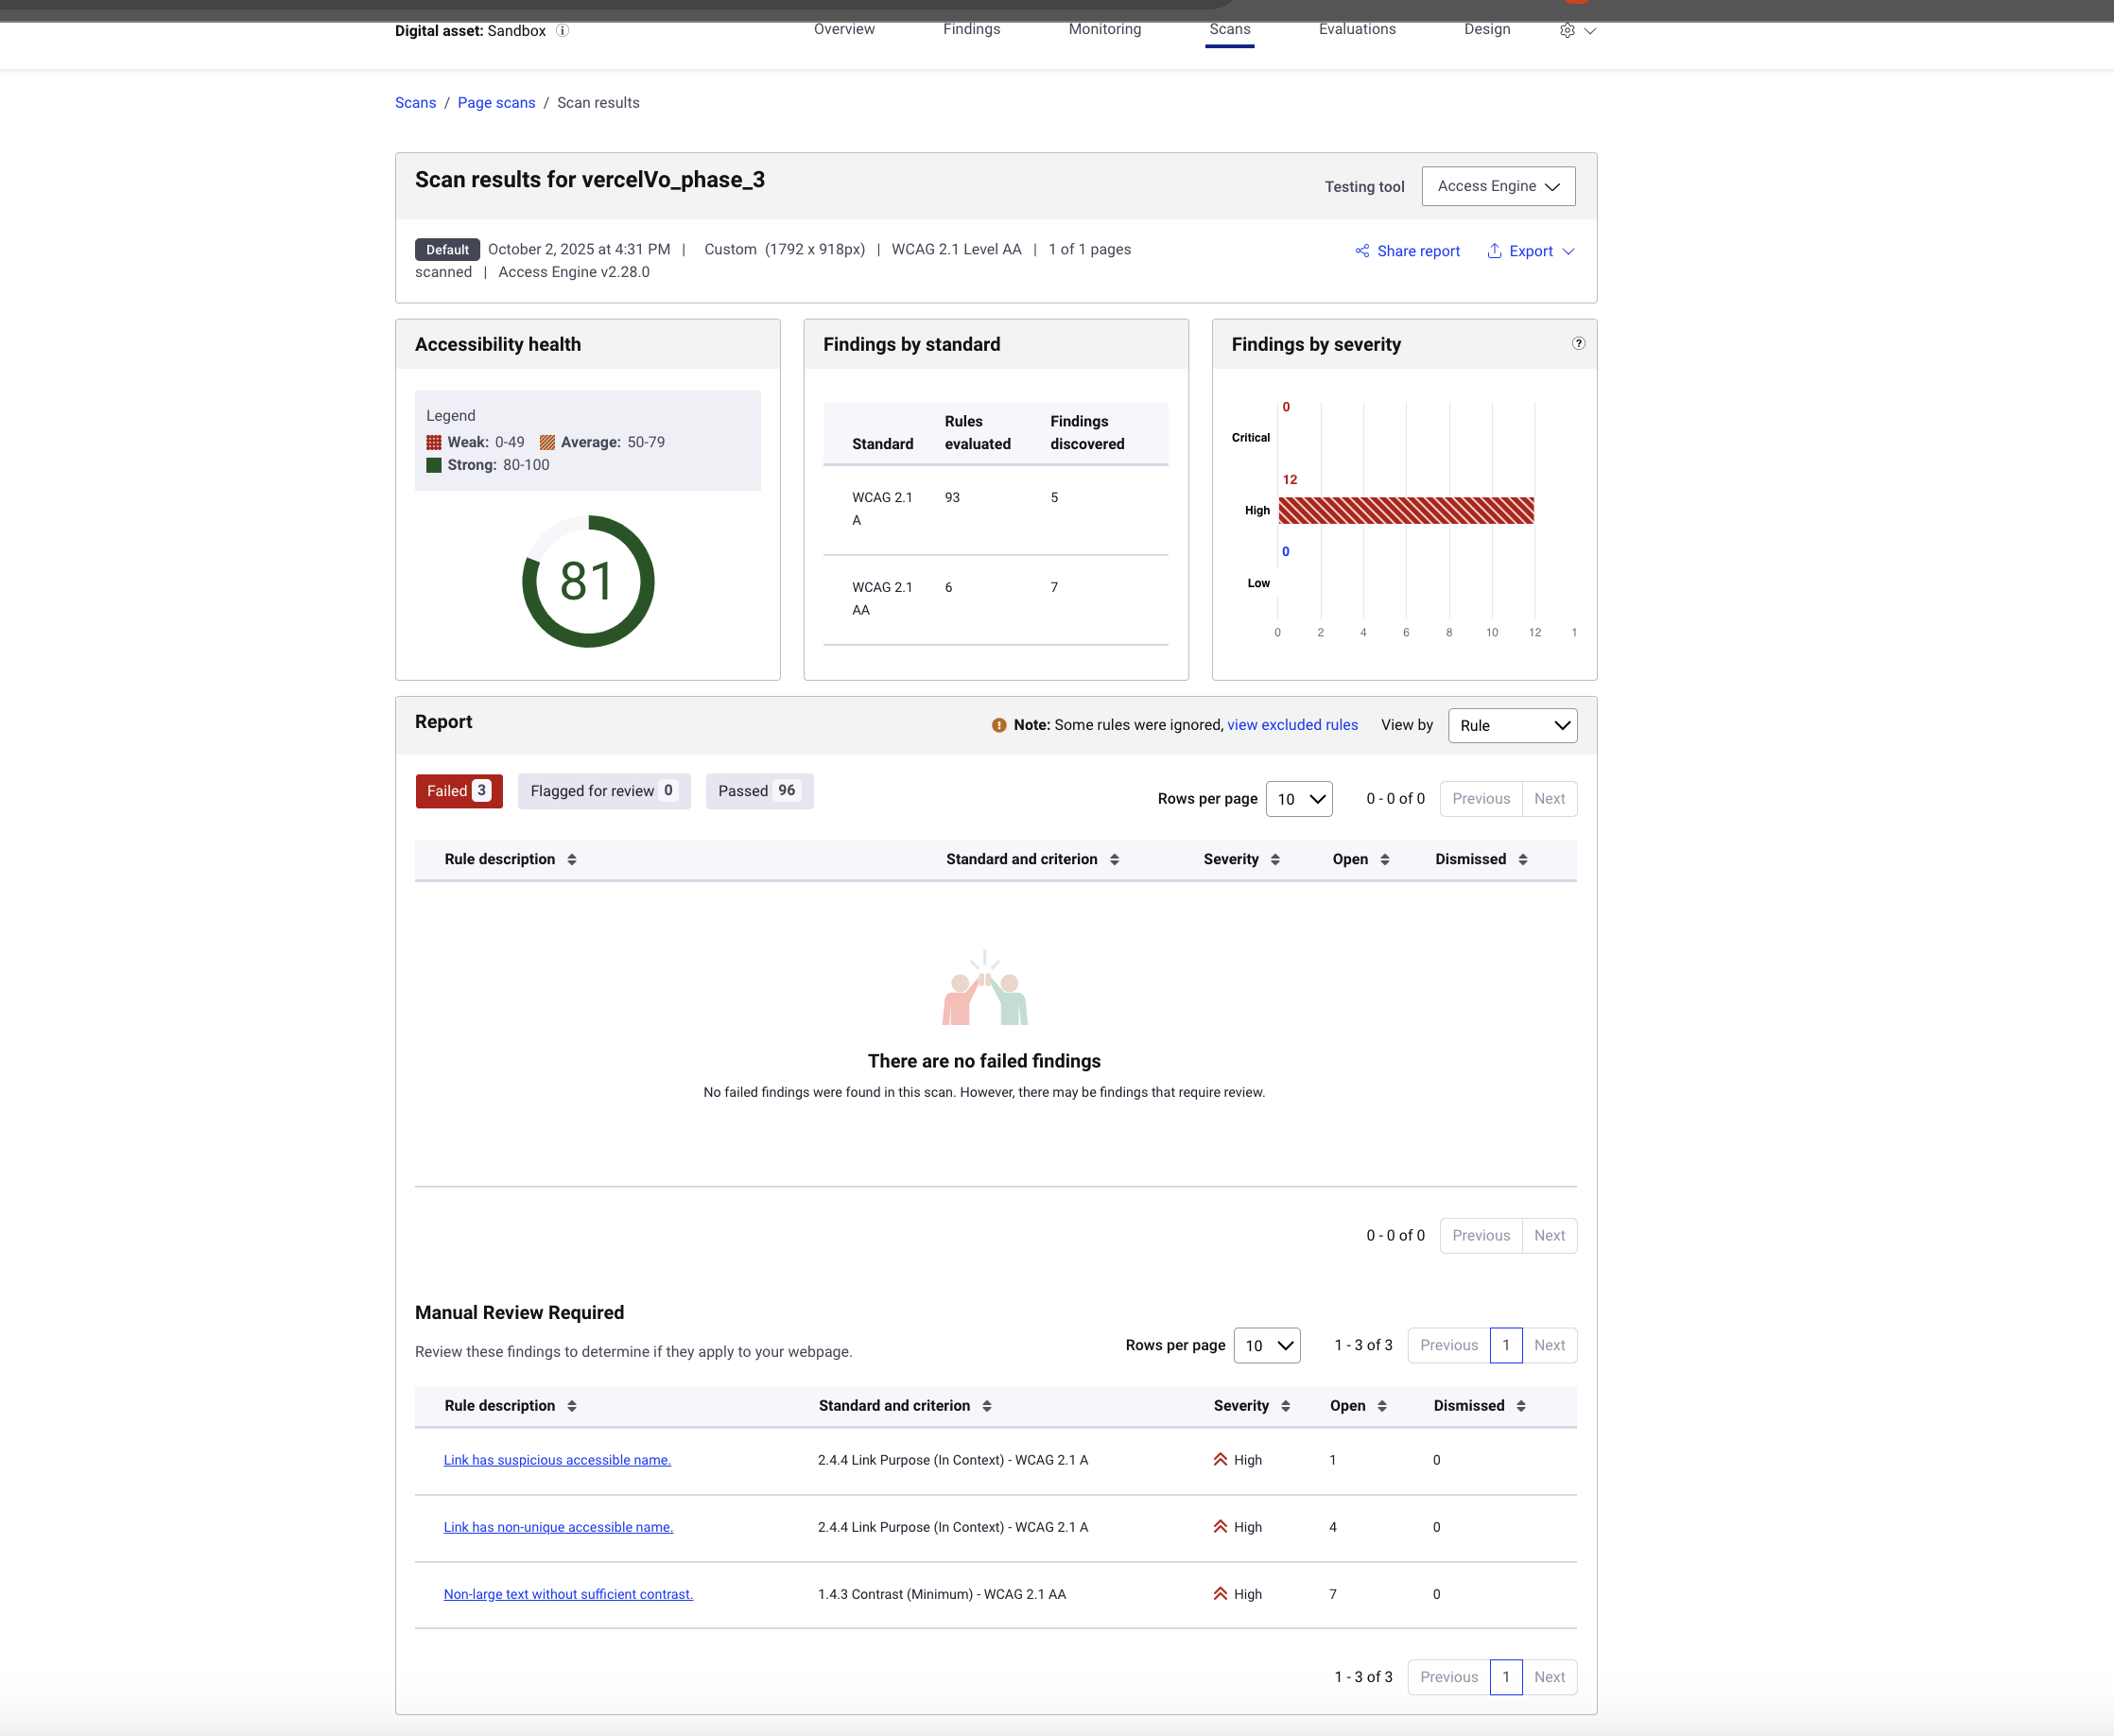 Digital asset: Sandbox
Overview
Findings
Monitoring
Scans
Evaluations
Design
Scans / Page scans / Scan results
Scan results for vercelVo_phase_3
Testing tool
Access Engine
Default October 2, 2025 at 4:31 PM | Custom (1792 x 918px) | WCAG 2.1 Level AA | 1 of 1 pages
scanned | Access Engine v2.28.0
Share report
Export
Accessibility health
Legend
Weak: 0-49 Average: 50-79
Strong: 80-100
81
Findings by standard
Standard
Rules
evaluated
Findings
discovered
WCAG 2.1
A
93
5
WCAG 2.1
AA
6
7
Findings by severity
?
0
Critical
12
High
0
Low
0 2 4 6 8 10 12 1
Report
! Note: Some rules were ignored, view excluded rules
View by
Rule
Failed 3
Flagged for review 0
Passed 96
Rows per page 10
0 - 0 of 0
Previous
Next
Rule description
Standard and criterion
Severity
Open
Dismissed
There are no failed findings
No failed findings were found in this scan. However, there may be findings that require review.
0 - 0 of 0
Previous
Next
Manual Review Required
Review these findings to determine if they apply to your webpage.
Rows per page 10
1 - 3 of 3
Previous
1
Next
Rule description
Standard and criterion
Severity
Open
Dismissed
Link has suspicious accessible name. 2.4.4 Link Purpose (In Context) - WCAG 2.1 A High 1 0
Link has non-unique accessible name. 2.4.4 Link Purpose (In Context) - WCAG 2.1 A High 4 0
Non-large text without sufficient contrast. 1.4.3 Contrast (Minimum) - WCAG 2.1 AA High 7 0
1 - 3 of 3
Previous
1
Next